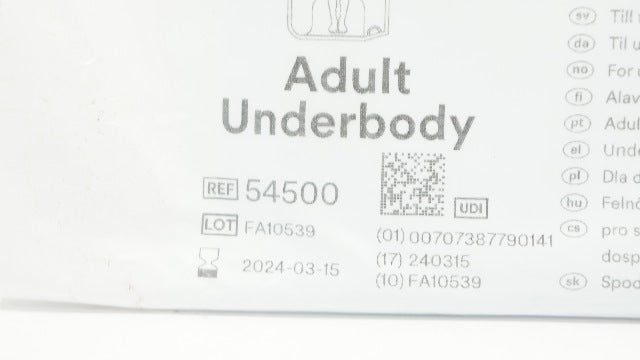 Adult
Underbody
REF 54500
UDI
LOT FA10539
2024-03-15
(01) 00707387790141
(17) 240315
(10) FA10539
sv Till
da Til
no For
fi Alav
pt Adul
el Unde
pl Dla d
hu Felnő
cs pro s
dosp
sk Spod